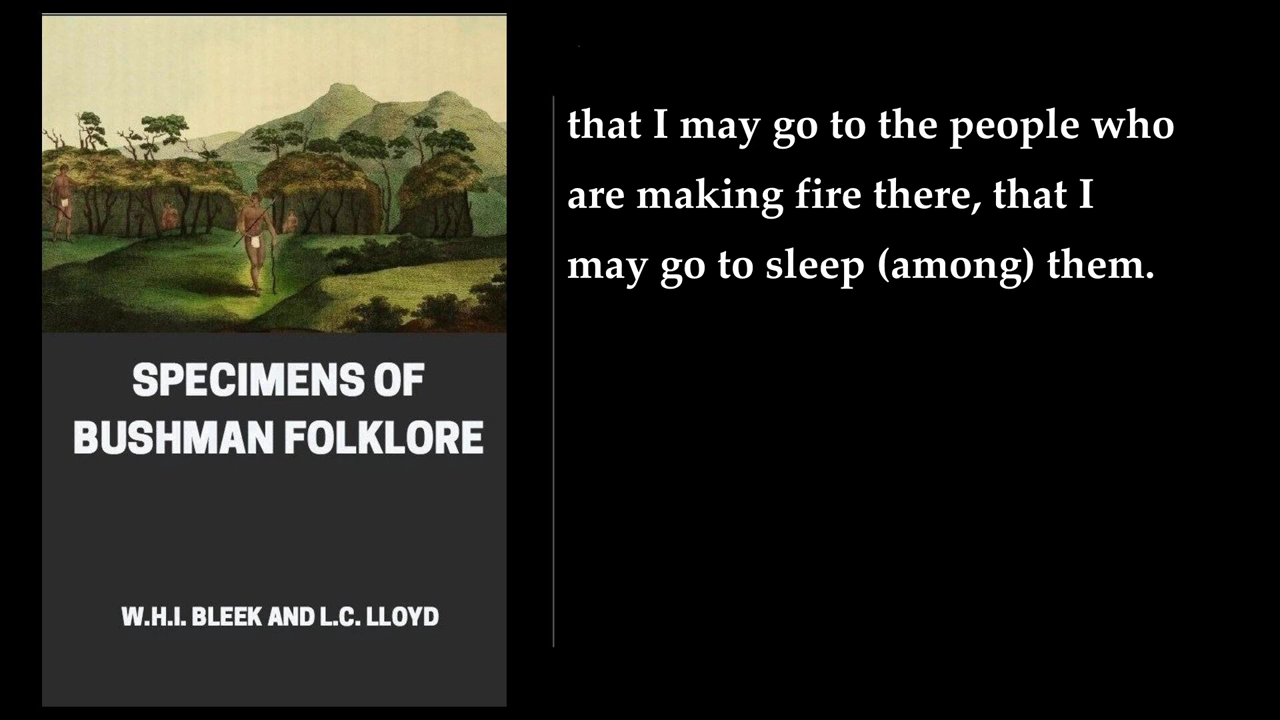 SPECIMENS OF
BUSHMAN FOLKLORE
W.H.I. BLEEK AND L.C. LLOYD
that I may go to the people who
are making fire there, that I
may go to sleep (among) them.